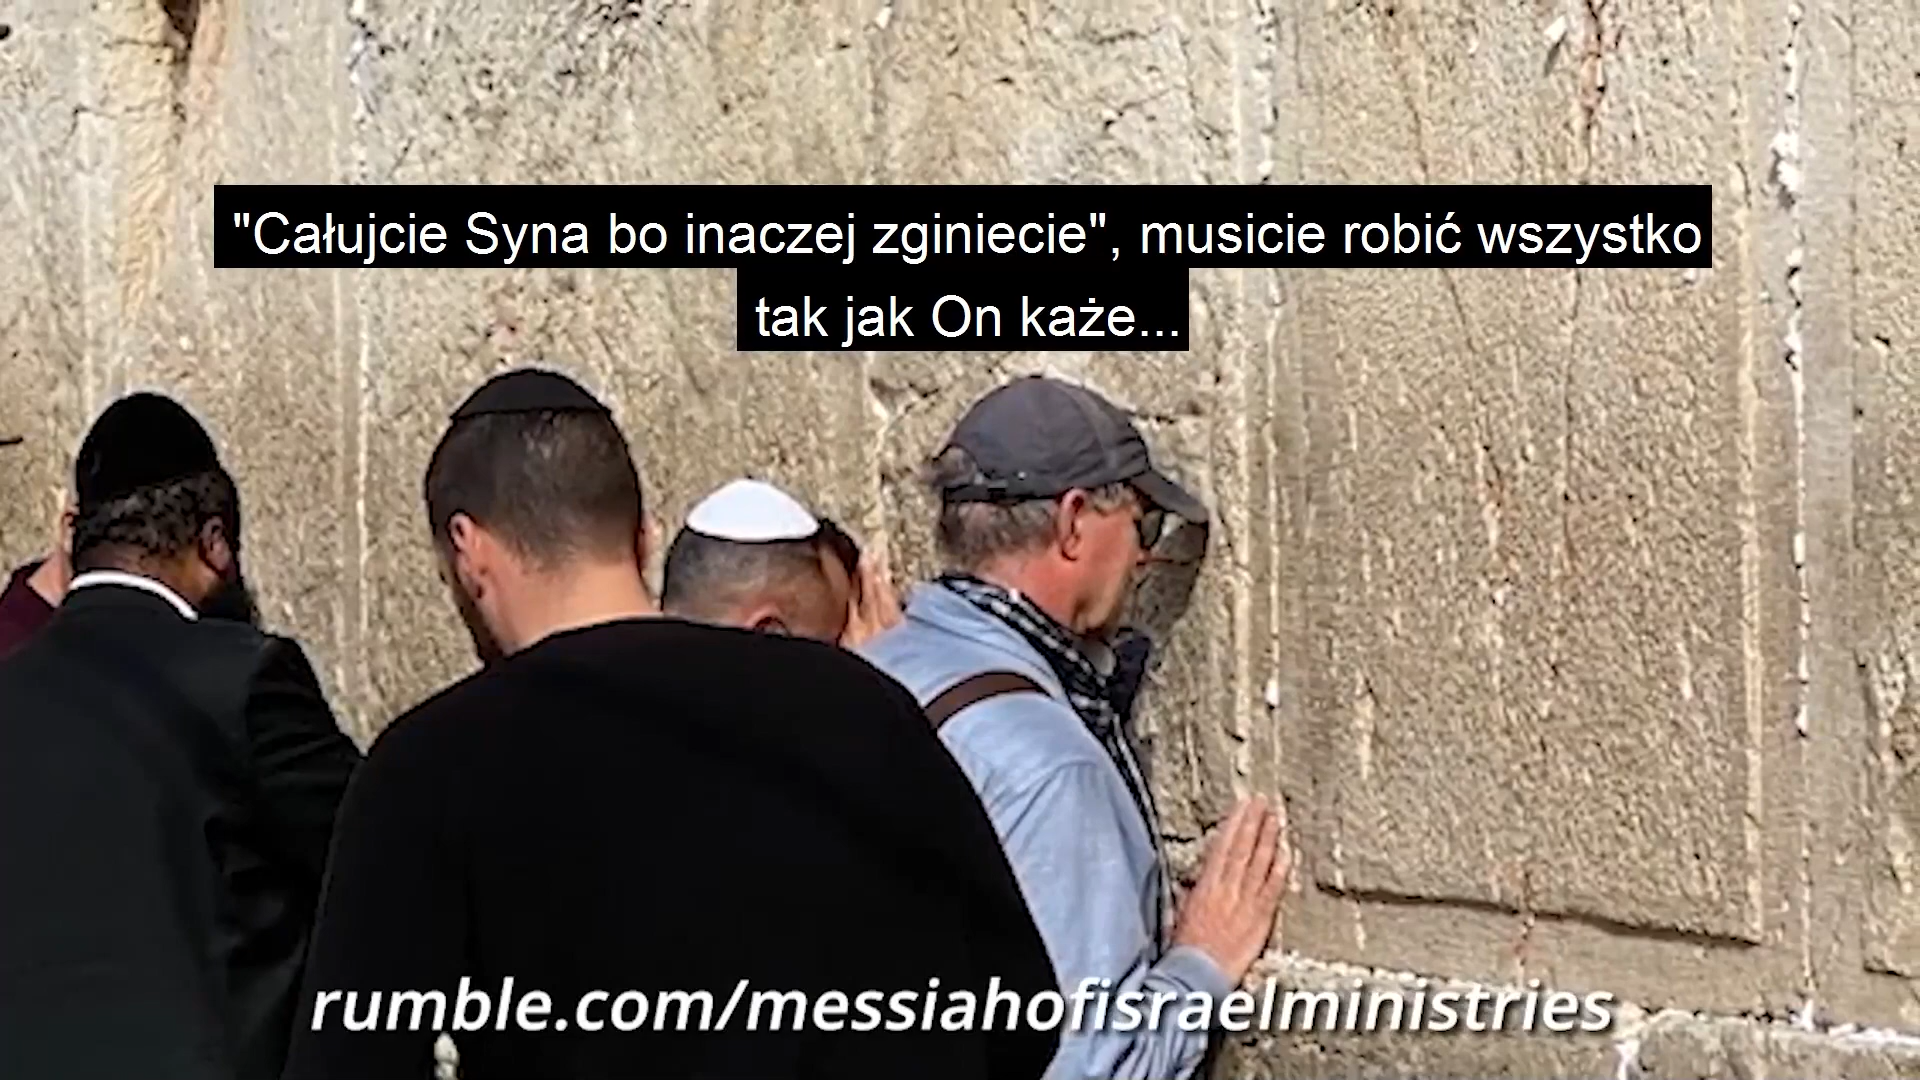 "Całujcie Syna bo inaczej zginiecie", musicie robić wszystko
tak jak On każe...
rumble.com/messiahofisraelministries